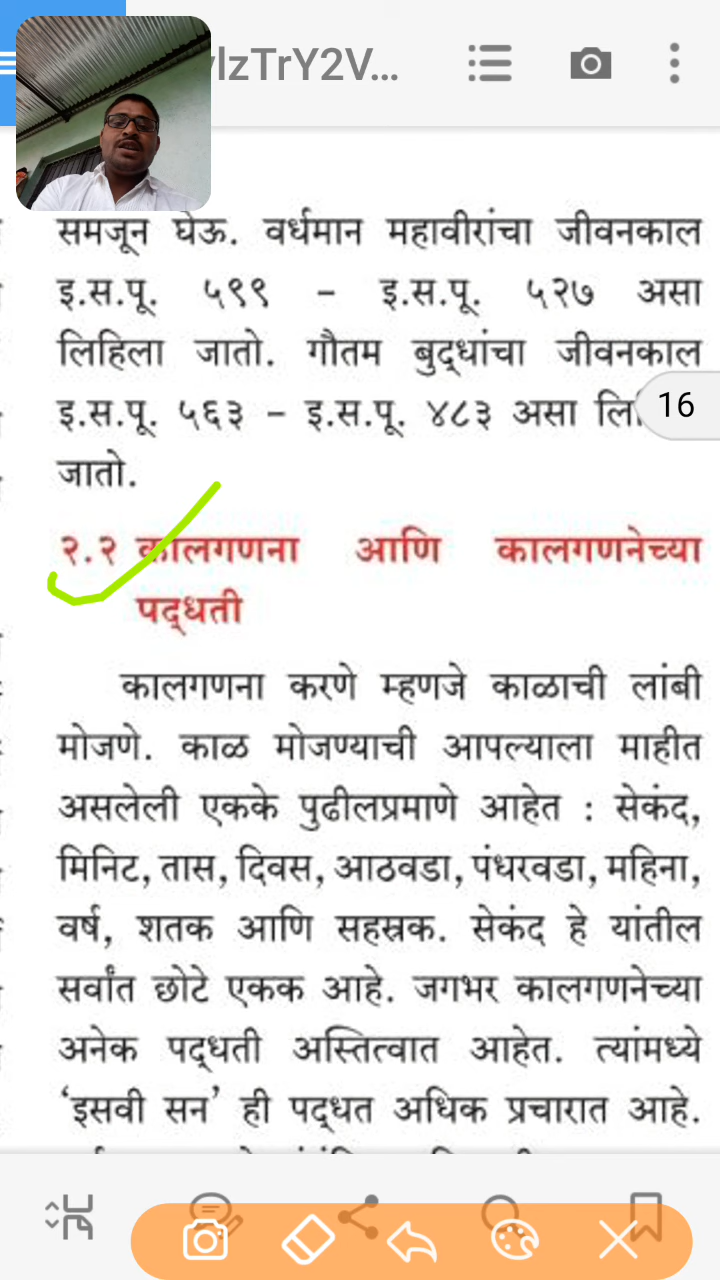 vlzTrY2V...
समजून घेऊ. वर्धमान महावीरांचा जीवनकाल
इ.स.पू. ५९९ – इ.स.पू. ५२७ असा
लिहिला जातो. गौतम बुद्धांचा जीवनकाल
इ.स.पू. ५६३ – इ.स.पू. ४८३ असा
16
जातो.
२.२ कालगणना आणि कालगणनेच्या
पद्धती
कालगणना करणे म्हणजे काळाची लांबी
मोजणे. काळ मोजण्याची आपल्याला माहीत
असलेली एकके पुढीलप्रमाणे आहेत : सेकंद,
मिनिट, तास, दिवस, आठवडा, पंधरवडा, महिना,
वर्ष, शतक आणि सहस्रक. सेकंद हे यांतील
सर्वांत छोटे एकक आहे. जगभर कालगणनेच्या
अनेक पद्धती अस्तित्वात आहेत. त्यांमध्ये
‘इसवी सन’ ही पद्धत अधिक प्रचारात आहे.